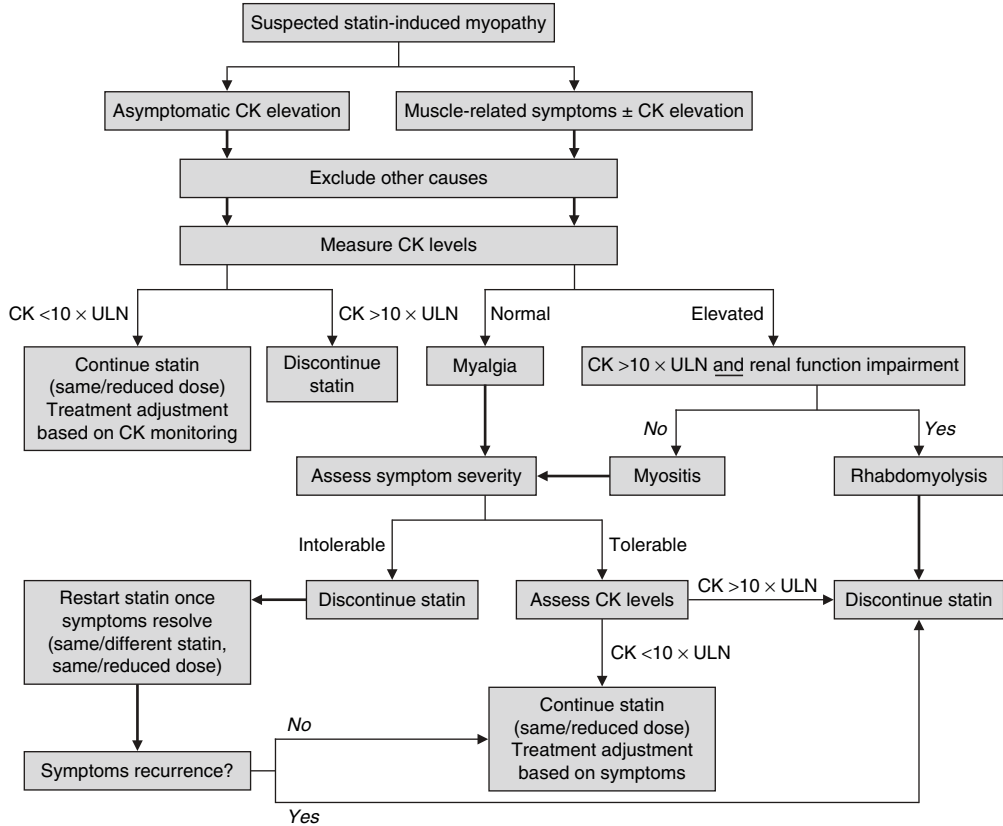 Suspected statin-induced myopathy
Asymptomatic CK elevation
Muscle-related symptoms ± CK elevation
Exclude other causes
Measure CK levels
CK <10 × ULN
CK >10 × ULN
Normal
Elevated
Continue statin
(same/reduced dose)
Treatment adjustment
based on CK monitoring
Discontinue
statin
Myalgia
CK >10 × ULN and renal function impairment
No
Yes
Assess symptom severity
Myositis
Rhabdomyolysis
Intolerable
Tolerable
Restart statin once
symptoms resolve
(same/different statin,
same/reduced dose)
Discontinue statin
Assess CK levels
CK >10 × ULN
Discontinue statin
CK <10 × ULN
Continue statin
(same/reduced dose)
Treatment adjustment
based on symptoms
No
Symptoms recurrence?
Yes